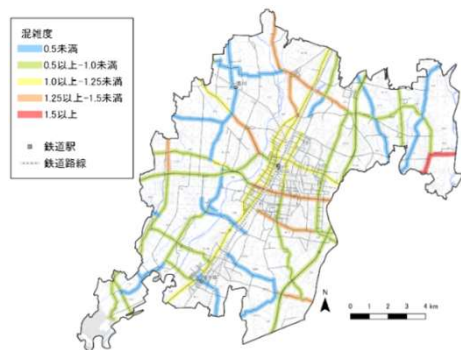 混雑度
0.5未満
0.5以上-1.0未満
1.0以上-1.25未満
1.25以上-1.5未満
1.5以上
鉄道駅
鉄道路線
N
0 1 2 3 4 km